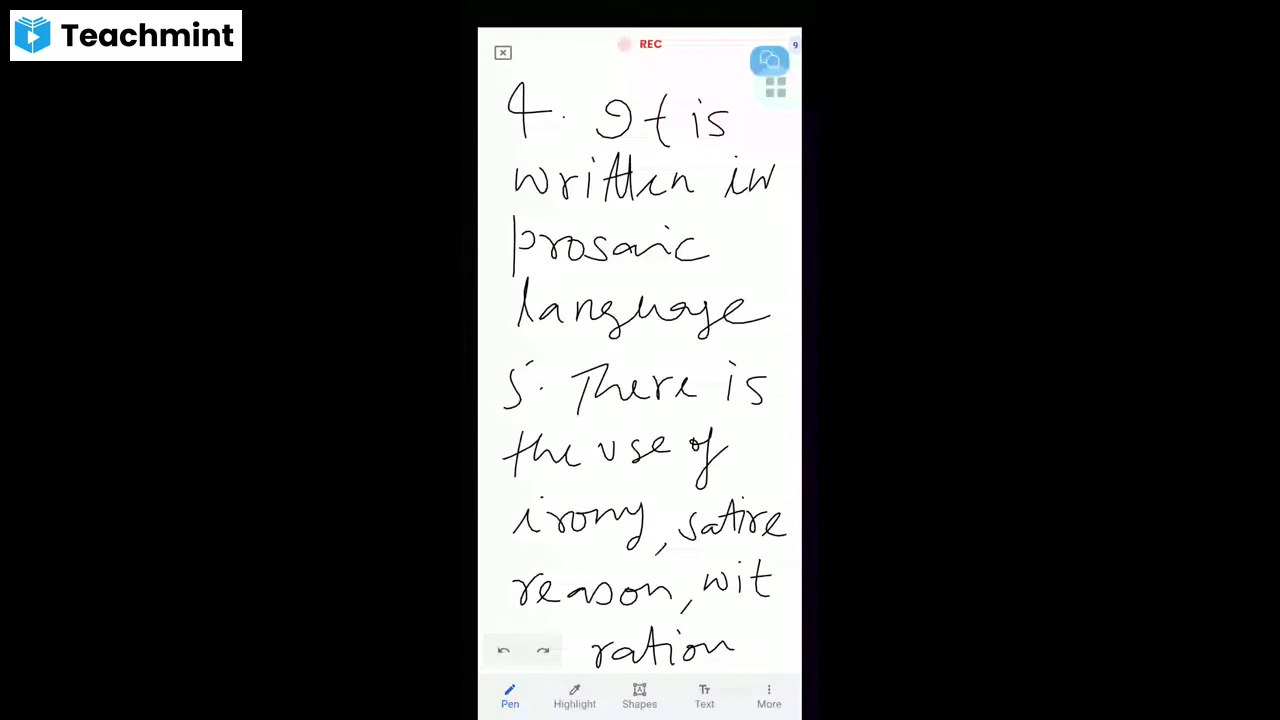 Teachmint
REC
9
4. It is
written in
prosaic
language
5. There is
the use of
irony, satire
reason, wit
ration
Pen Highlight Shapes Text More